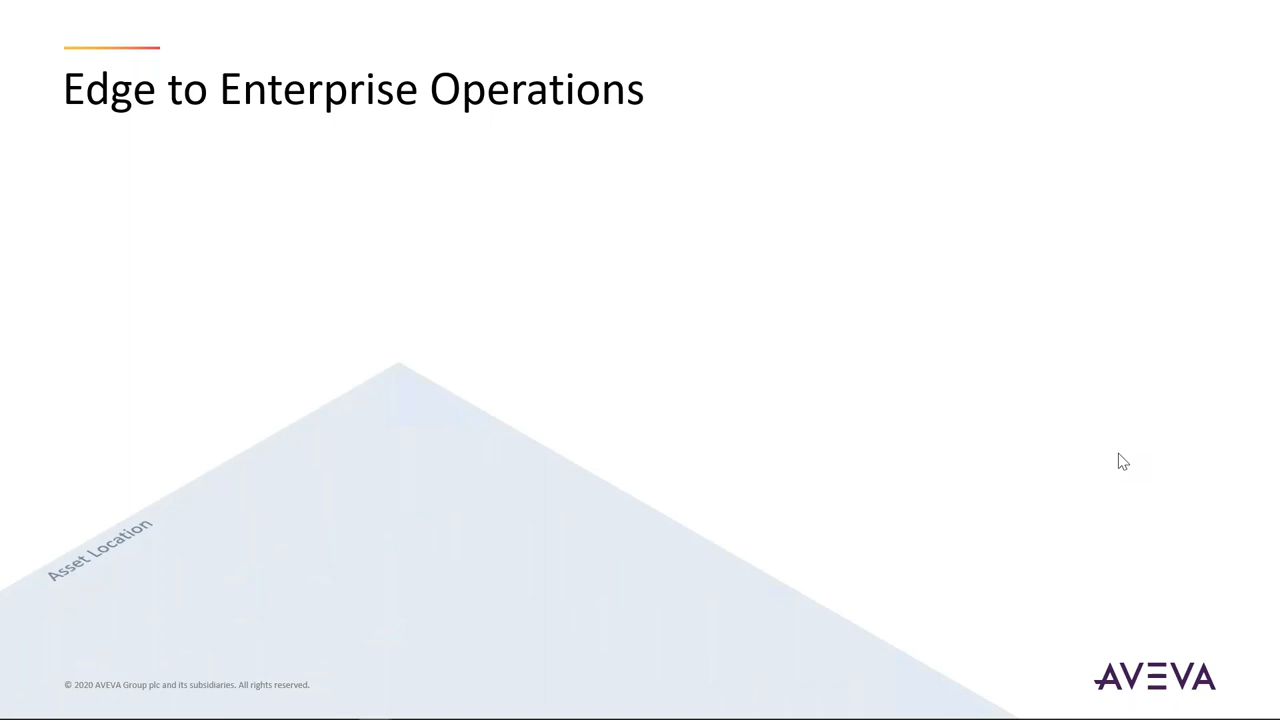 Edge to Enterprise Operations
Asset Location
© 2020 AVEVA Group plc and its subsidiaries. All rights reserved.
AVEVA